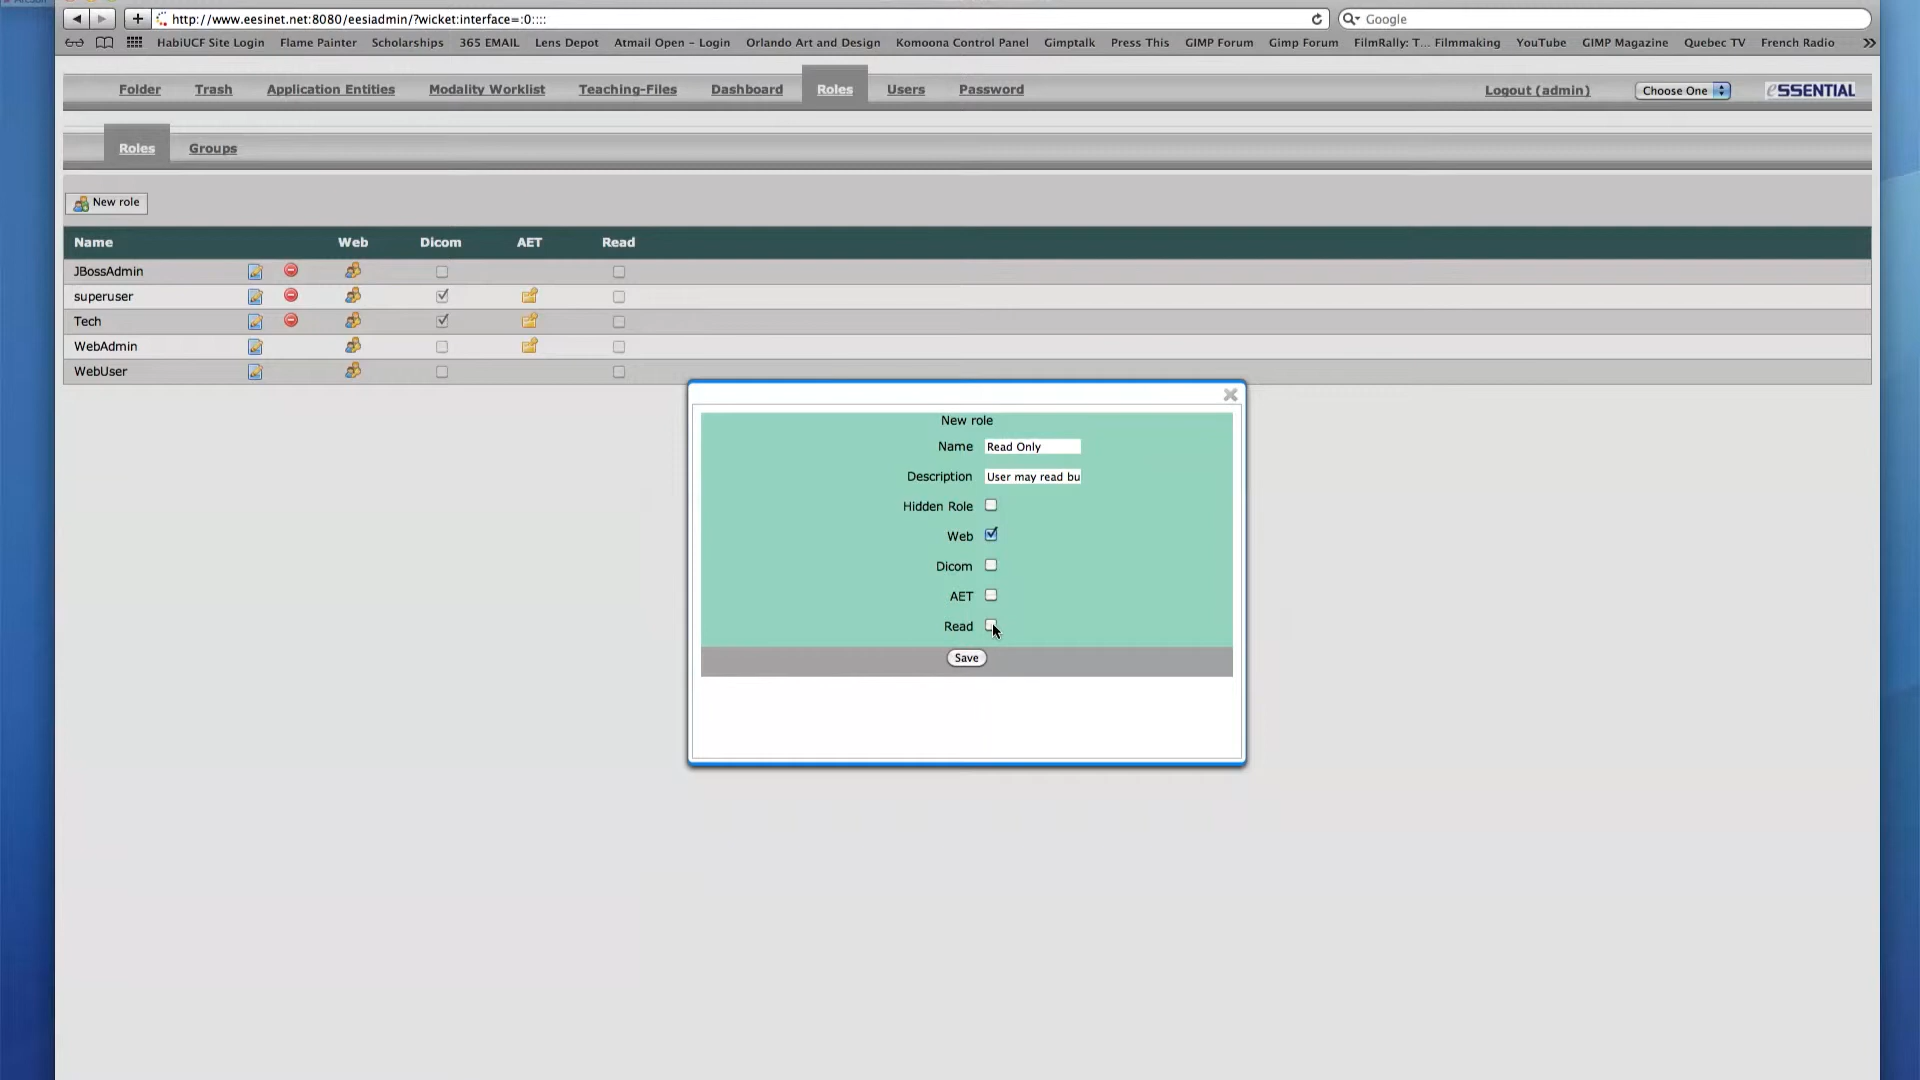 http://www.eesinet.net:8080/eesiadmin/?wicket:interface=:0::::
Google
HabiUCF Site Login Flame Painter Scholarships 365 EMAIL Lens Depot Atmail Open – Login Orlando Art and Design Komoona Control Panel Gimptalk Press This GIMP Forum Gimp Forum FilmRally: T... Filmmaking YouTube GIMP Magazine Quebec TV French Radio
Folder Trash Application Entities Modality Worklist Teaching-Files Dashboard Roles Users Password Logout (admin) Choose One eSSENTIAL
Roles Groups
New role
Name Web Dicom AET Read
JBossAdmin
superuser
Tech
WebAdmin
WebUser
New role
Name Read Only
Description User may read bu
Hidden Role
Web
Dicom
AET
Read
Save